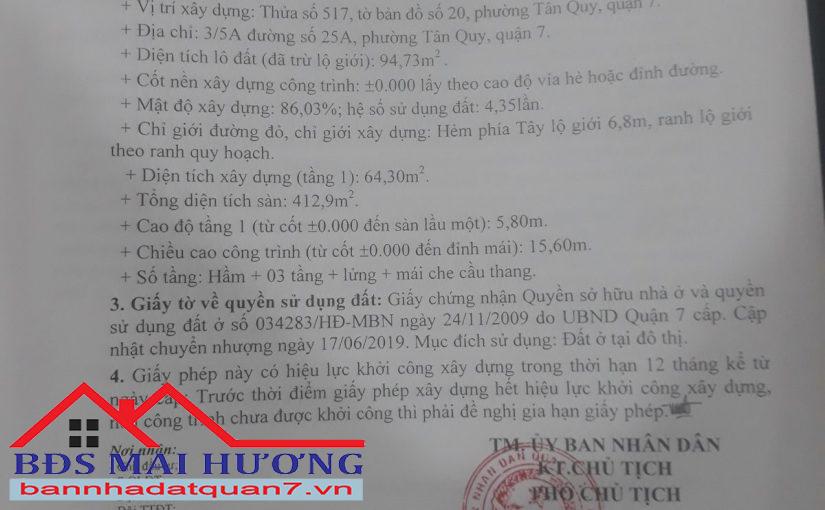 + Vị trí xây dựng: Thửa số 517, tờ bản đồ số 20, phường Tân Quy, quận 7.
+ Địa chỉ: 3/5A đường số 25A, phường Tân Quy, quận 7.
+ Diện tích lô đất (đã trừ lộ giới): 94,73m².
+ Cốt nền xây dựng công trình: ±0.000 lấy theo cao độ vỉa hè hoặc đỉnh đường.
+ Mật độ xây dựng: 86,03%; hệ số sử dụng đất: 4,35lần.
+ Chỉ giới đường đỏ, chỉ giới xây dựng: Hẻm phía Tây lộ giới 6,8m, ranh lộ giới
theo ranh quy hoạch.
+ Diện tích xây dựng (tầng 1): 64,30m².
+ Tổng diện tích sàn: 412,9m².
+ Cao độ tầng 1 (từ cốt ±0.000 đến sàn lầu một): 5,80m.
+ Chiều cao công trình (từ cốt ±0.000 đến đỉnh mái): 15,60m.
+ Số tầng: Hầm + 03 tầng + lửng + mái che cầu thang.
3. Giấy tờ về quyền sử dụng đất: Giấy chứng nhận Quyền sở hữu nhà ở và quyền
sử dụng đất ở số 034283/HĐ-MBN ngày 24/11/2009 do UBND Quận 7 cấp. Cập
nhật chuyển nhượng ngày 17/06/2019. Mục đích sử dụng: Đất ở tại đô thị.
4. Giấy phép này có hiệu lực khởi công xây dựng trong thời hạn 12 tháng kể từ
ngày cấp; Trước thời điểm giấy phép xây dựng hết hiệu lực khởi công xây dựng,
công trình chưa được khởi công thì phải đề nghị gia hạn giấy phép.
Nơi nhận:
TM. ỦY BAN NHÂN DÂN
KT.CHỦ TỊCH
PHÓ CHỦ TỊCH
NHÂN DÂN QU
BĐS MAI HƯƠNG
bannhadatquan7.vn